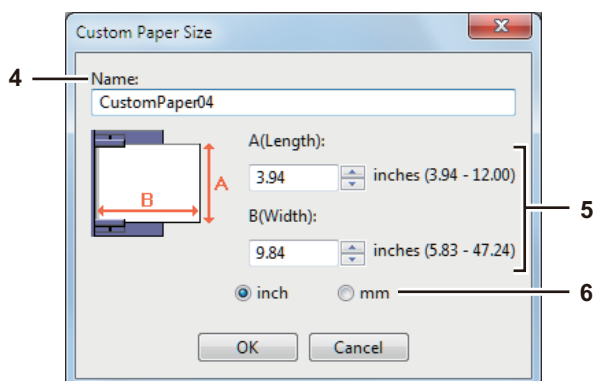 Custom Paper Size
4
Name:
CustomPaper04
A(Length):
3.94 inches (3.94 - 12.00)
A
B
B(Width):
5
9.84 inches (5.83 - 47.24)
inch mm
6
OK Cancel